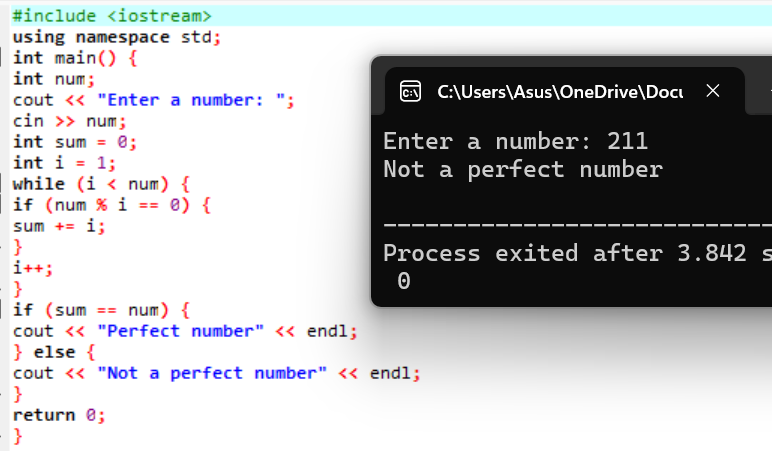 #include <iostream>
using namespace std;
int main() {
int num;
cout << "Enter a number: ";
cin >> num;
int sum = 0;
int i = 1;
while (i < num) {
if (num % i == 0) {
sum += i;
}
i++;
}
if (sum == num) {
cout << "Perfect number" << endl;
} else {
cout << "Not a perfect number" << endl;
}
return 0;
}
C:\Users\Asus\OneDrive\Docu
Enter a number: 211
Not a perfect number
--------------------------------
Process exited after 3.842 s
0